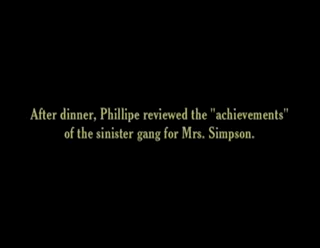 After dinner, Phillipe reviewed the "achievements"
of the sinister gang for Mrs. Simpson.